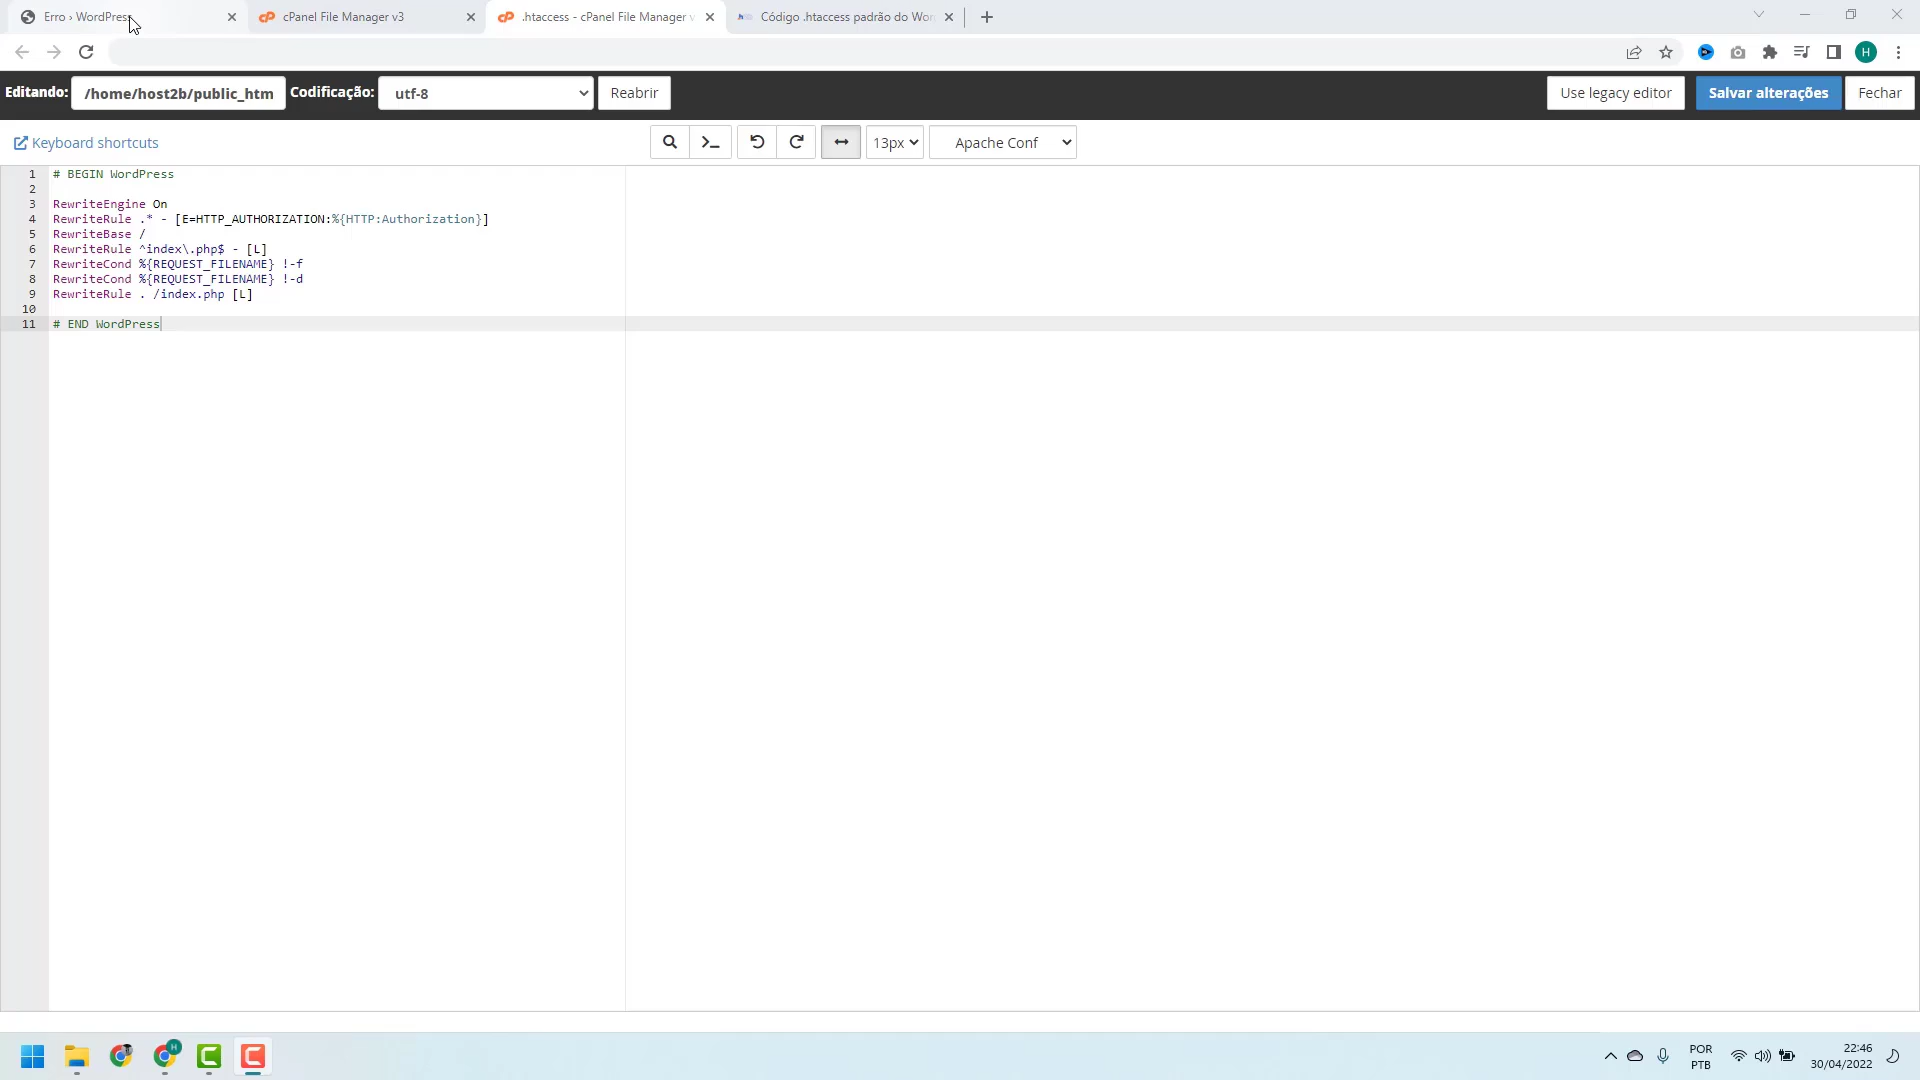 Erro › WordPress
cPanel File Manager v3
.htaccess - cPanel File Manager v
Código .htaccess padrão do Wor
H
Editando:
/home/host2b/public_htm
Codificação:
utf-8
Reabrir
Use legacy editor
Salvar alterações
Fechar
Keyboard shortcuts
13px
Apache Conf
1 # BEGIN WordPress
2
3 RewriteEngine On
4 RewriteRule .* - [E=HTTP_AUTHORIZATION:%{HTTP:Authorization}]
5 RewriteBase /
6 RewriteRule ^index\.php$ - [L]
7 RewriteCond %{REQUEST_FILENAME} !-f
8 RewriteCond %{REQUEST_FILENAME} !-d
9 RewriteRule . /index.php [L]
10
11 # END WordPress
H
POR
PTB
22:46
30/04/2022